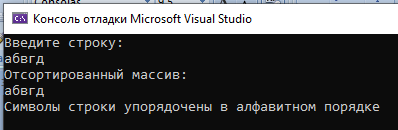 Консоль отладки Microsoft Visual Studio
Введите строку:
абвгд
Отсортированный массив:
абвгд
Символы строки упорядочены в алфавитном порядке